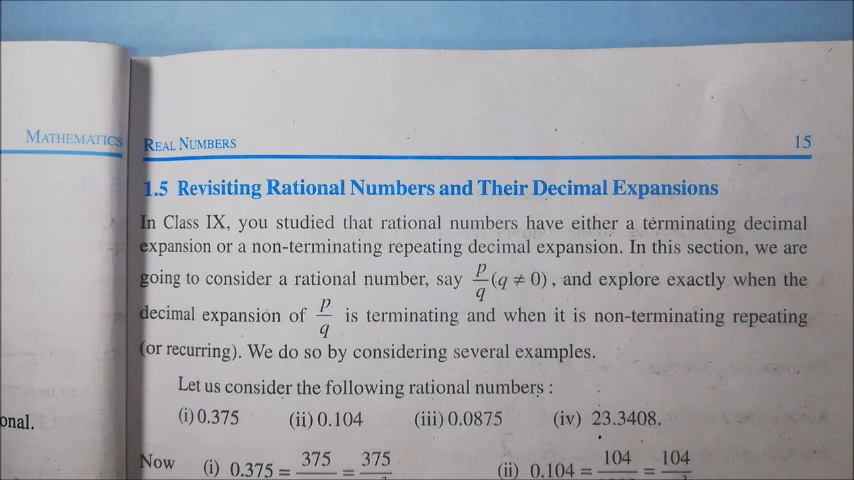 MATHEMATICS
onal.
REAL NUMBERS 15
1.5 Revisiting Rational Numbers and Their Decimal Expansions
In Class IX, you studied that rational numbers have either a terminating decimal
expansion or a non-terminating repeating decimal expansion. In this section, we are
going to consider a rational number, say p/q (q ≠ 0), and explore exactly when the
decimal expansion of p/q is terminating and when it is non-terminating repeating
(or recurring). We do so by considering several examples.
Let us consider the following rational numbers :
(i) 0.375 (ii) 0.104 (iii) 0.0875 (iv) 23.3408.
Now (i) 0.375 = 375 = 375 (ii) 0.104 = 104 = 104